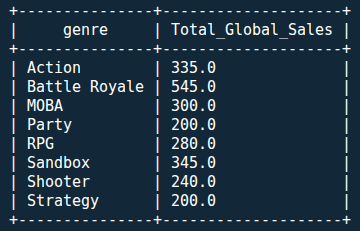 +---------------+--------------------+
|     genre     | Total_Global_Sales |
+---------------+--------------------+
| Action        | 335.0              |
| Battle Royale | 545.0              |
| MOBA          | 300.0              |
| Party         | 200.0              |
| RPG           | 280.0              |
| Sandbox       | 345.0              |
| Shooter       | 240.0              |
| Strategy      | 200.0              |
+---------------+--------------------+